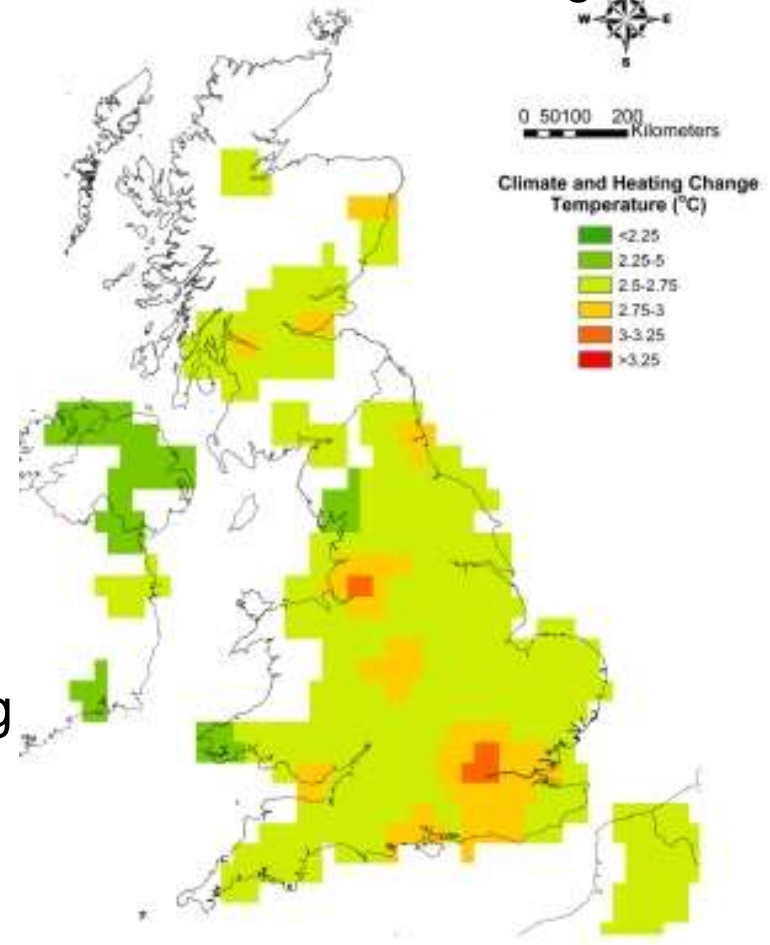 g
W E
S
0 50100 200
Kilometers
Climate and Heating Change
Temperature (°C)
<2.25
2.25-5
2.5-2.75
2.75-3
3-3.25
>3.25
g